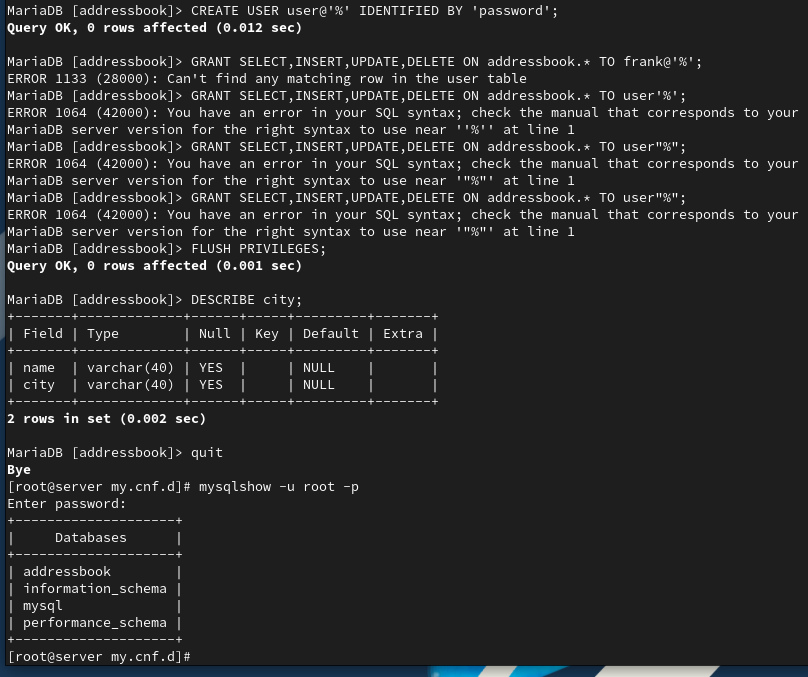 MariaDB [addressbook]> CREATE USER user@'%' IDENTIFIED BY 'password';
Query OK, 0 rows affected (0.012 sec)

MariaDB [addressbook]> GRANT SELECT,INSERT,UPDATE,DELETE ON addressbook.* TO frank@'%';
ERROR 1133 (28000): Can't find any matching row in the user table
MariaDB [addressbook]> GRANT SELECT,INSERT,UPDATE,DELETE ON addressbook.* TO user'%';
ERROR 1064 (42000): You have an error in your SQL syntax; check the manual that corresponds to your
MariaDB server version for the right syntax to use near ''%'' at line 1
MariaDB [addressbook]> GRANT SELECT,INSERT,UPDATE,DELETE ON addressbook.* TO user"%";
ERROR 1064 (42000): You have an error in your SQL syntax; check the manual that corresponds to your
MariaDB server version for the right syntax to use near '"%"' at line 1
MariaDB [addressbook]> GRANT SELECT,INSERT,UPDATE,DELETE ON addressbook.* TO user"%";
ERROR 1064 (42000): You have an error in your SQL syntax; check the manual that corresponds to your
MariaDB server version for the right syntax to use near '"%"' at line 1
MariaDB [addressbook]> FLUSH PRIVILEGES;
Query OK, 0 rows affected (0.001 sec)

MariaDB [addressbook]> DESCRIBE city;
+-------+-------------+------+-----+---------+-------+
| Field | Type        | Null | Key | Default | Extra |
+-------+-------------+------+-----+---------+-------+
| name  | varchar(40) | YES  |     | NULL    |       |
| city  | varchar(40) | YES  |     | NULL    |       |
+-------+-------------+------+-----+---------+-------+
2 rows in set (0.002 sec)

MariaDB [addressbook]> quit
Bye
[root@server my.cnf.d]# mysqlshow -u root -p
Enter password:
+--------------------+
|     Databases      |
+--------------------+
| addressbook        |
| information_schema |
| mysql              |
| performance_schema |
+--------------------+
[root@server my.cnf.d]#